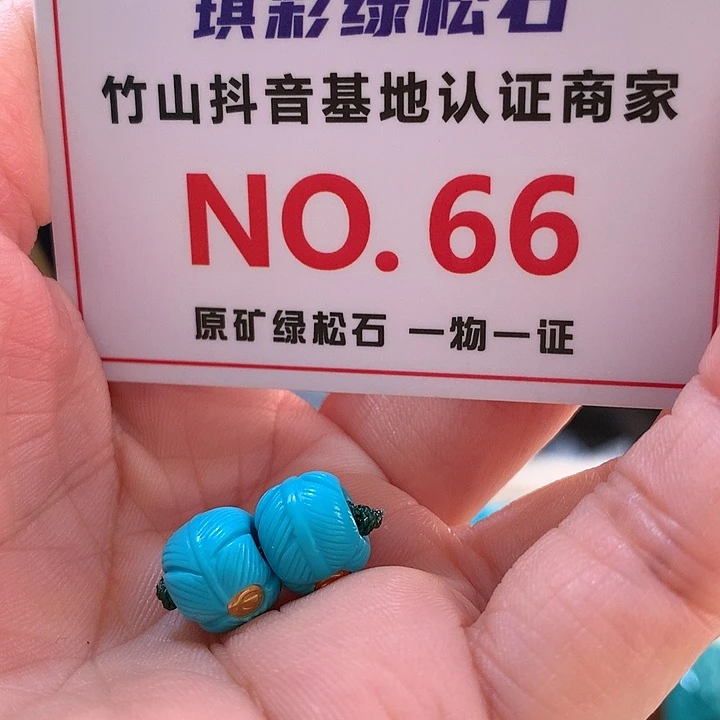 琪彩绿松石
竹山抖音基地认证商家
NO. 66
原矿绿松石 一物一证